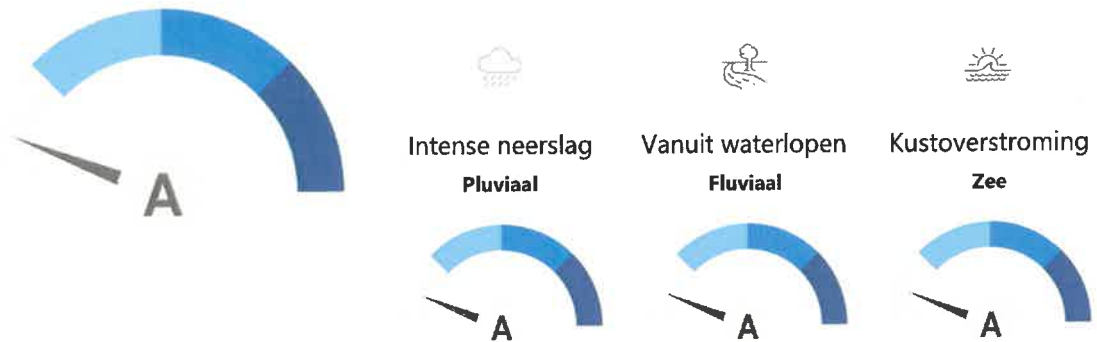 A
Intense neerslag
Pluviaal
A
Vanuit waterlopen
Fluviaal
A
Kustoverstroming
Zee
A